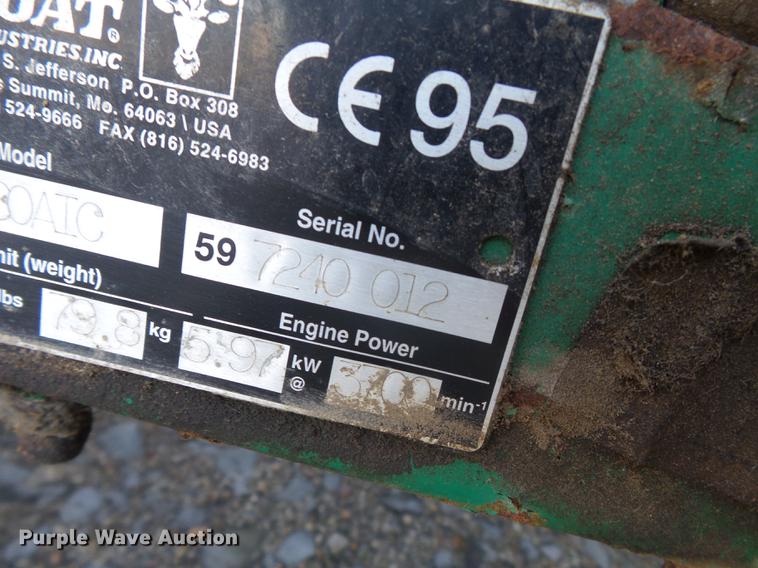 OAT®
DUSTRIES, INC.
S. Jefferson P.O. Box 308
s Summit, Mo. 64063 \ USA
) 524-9666 FAX (816) 524-6983
CE 95
Model
Serial No.
59 7240 012
nit (weight)
lbs 79.8 kg
Engine Power
5.97 kW @ min-1
Purple Wave Auction